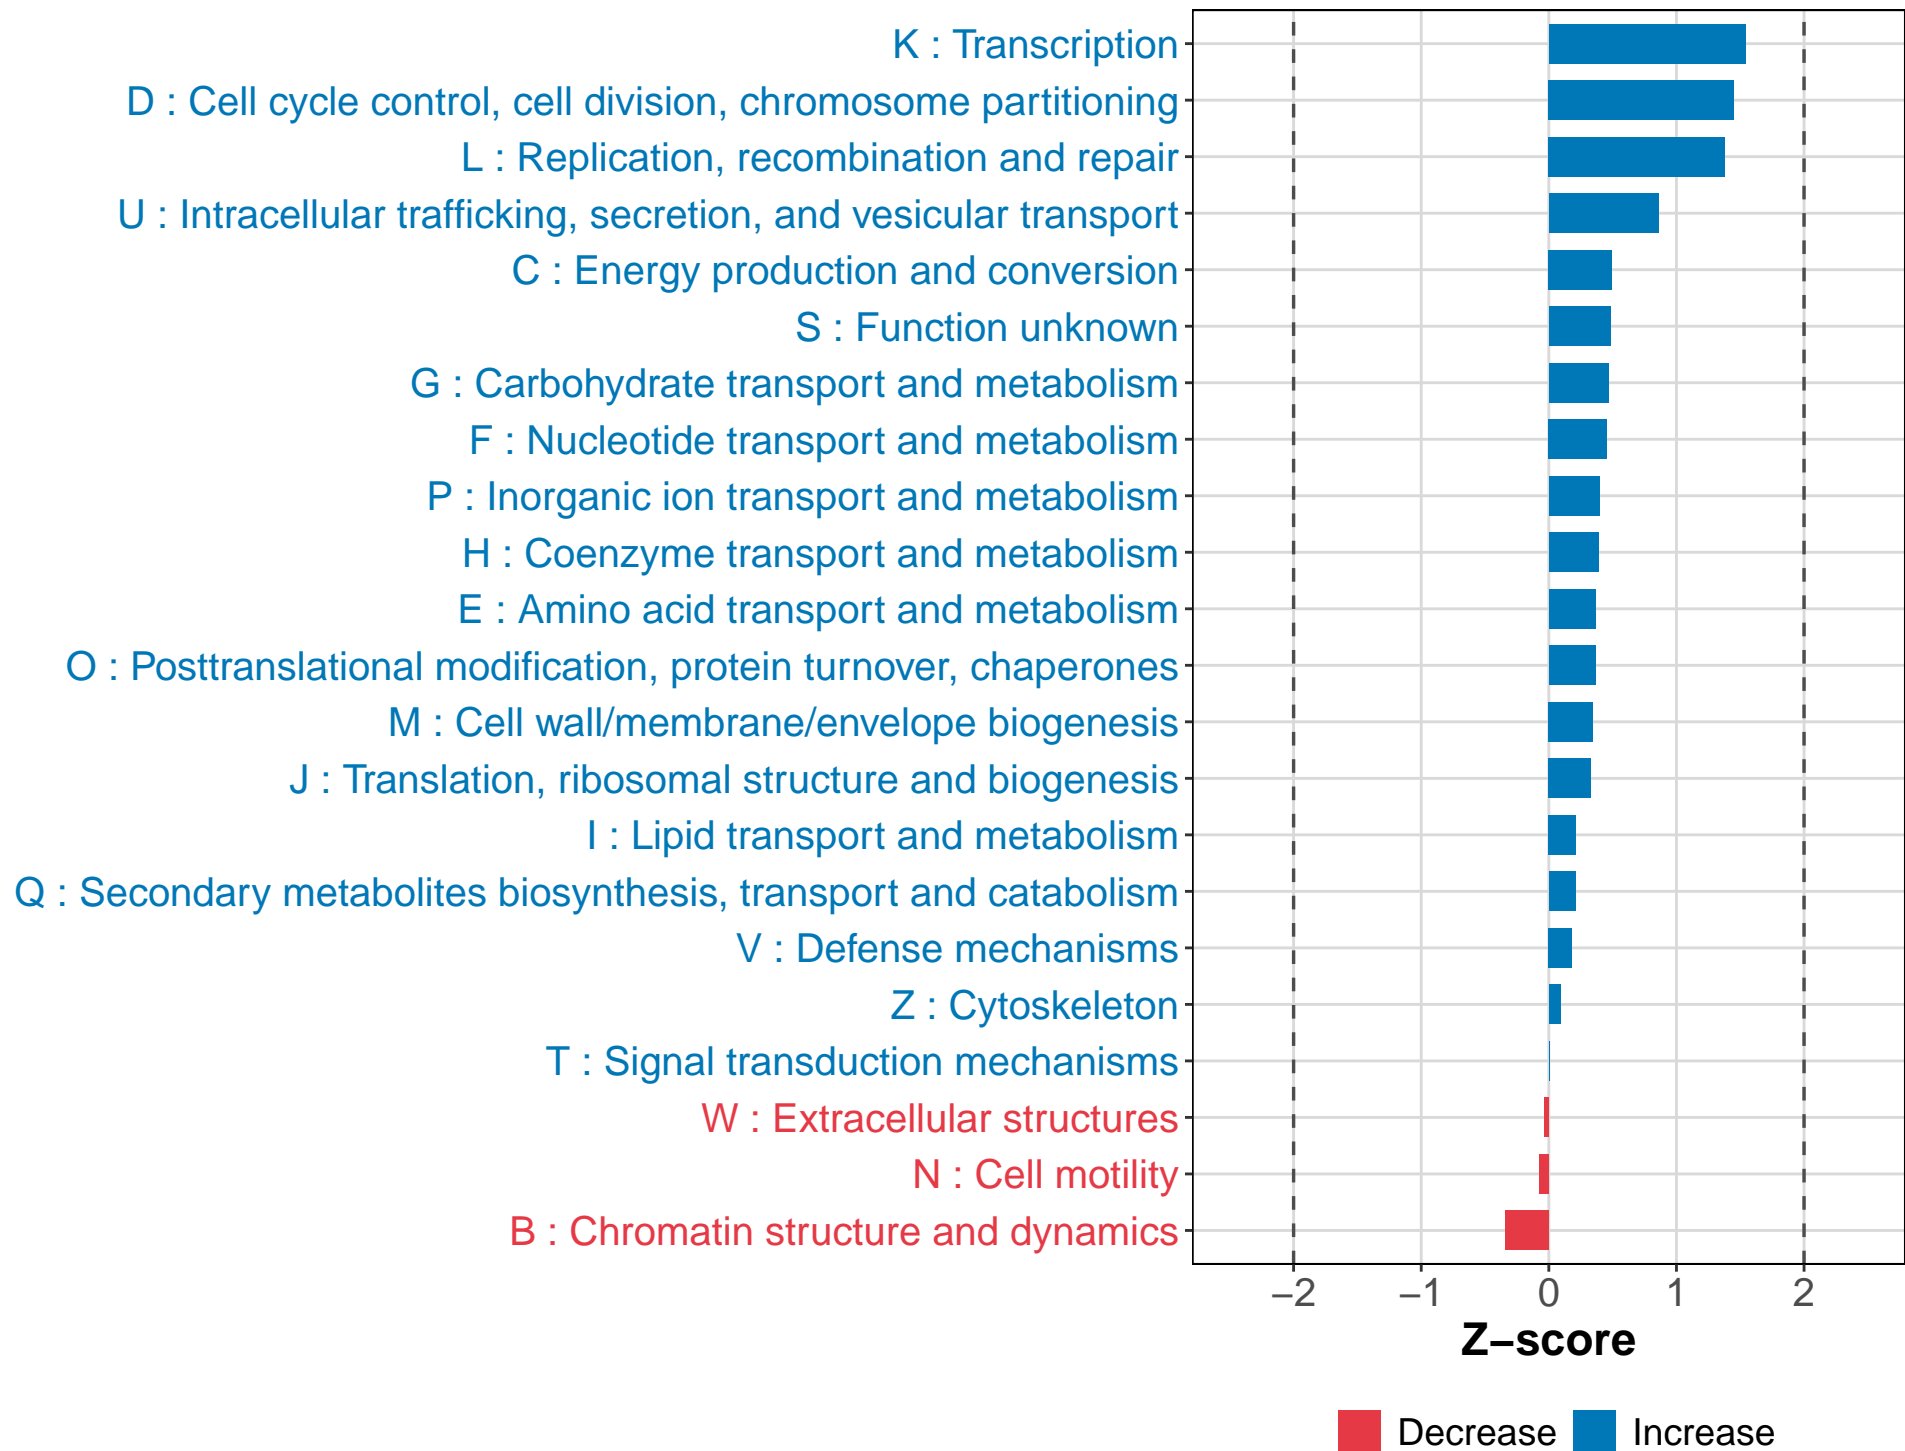 K : Transcription
D : Cell cycle control, cell division, chromosome partitioning
L : Replication, recombination and repair
U : Intracellular trafficking, secretion, and vesicular transport
C : Energy production and conversion
S : Function unknown
G : Carbohydrate transport and metabolism
F : Nucleotide transport and metabolism
P : Inorganic ion transport and metabolism
H : Coenzyme transport and metabolism
E : Amino acid transport and metabolism
O : Posttranslational modification, protein turnover, chaperones
M : Cell wall/membrane/envelope biogenesis
J : Translation, ribosomal structure and biogenesis
I : Lipid transport and metabolism
Q : Secondary metabolites biosynthesis, transport and catabolism
V : Defense mechanisms
Z : Cytoskeleton
T : Signal transduction mechanisms
W : Extracellular structures
N : Cell motility
B : Chromatin structure and dynamics
−2 −1 0 1 2
Z−score
Decrease Increase